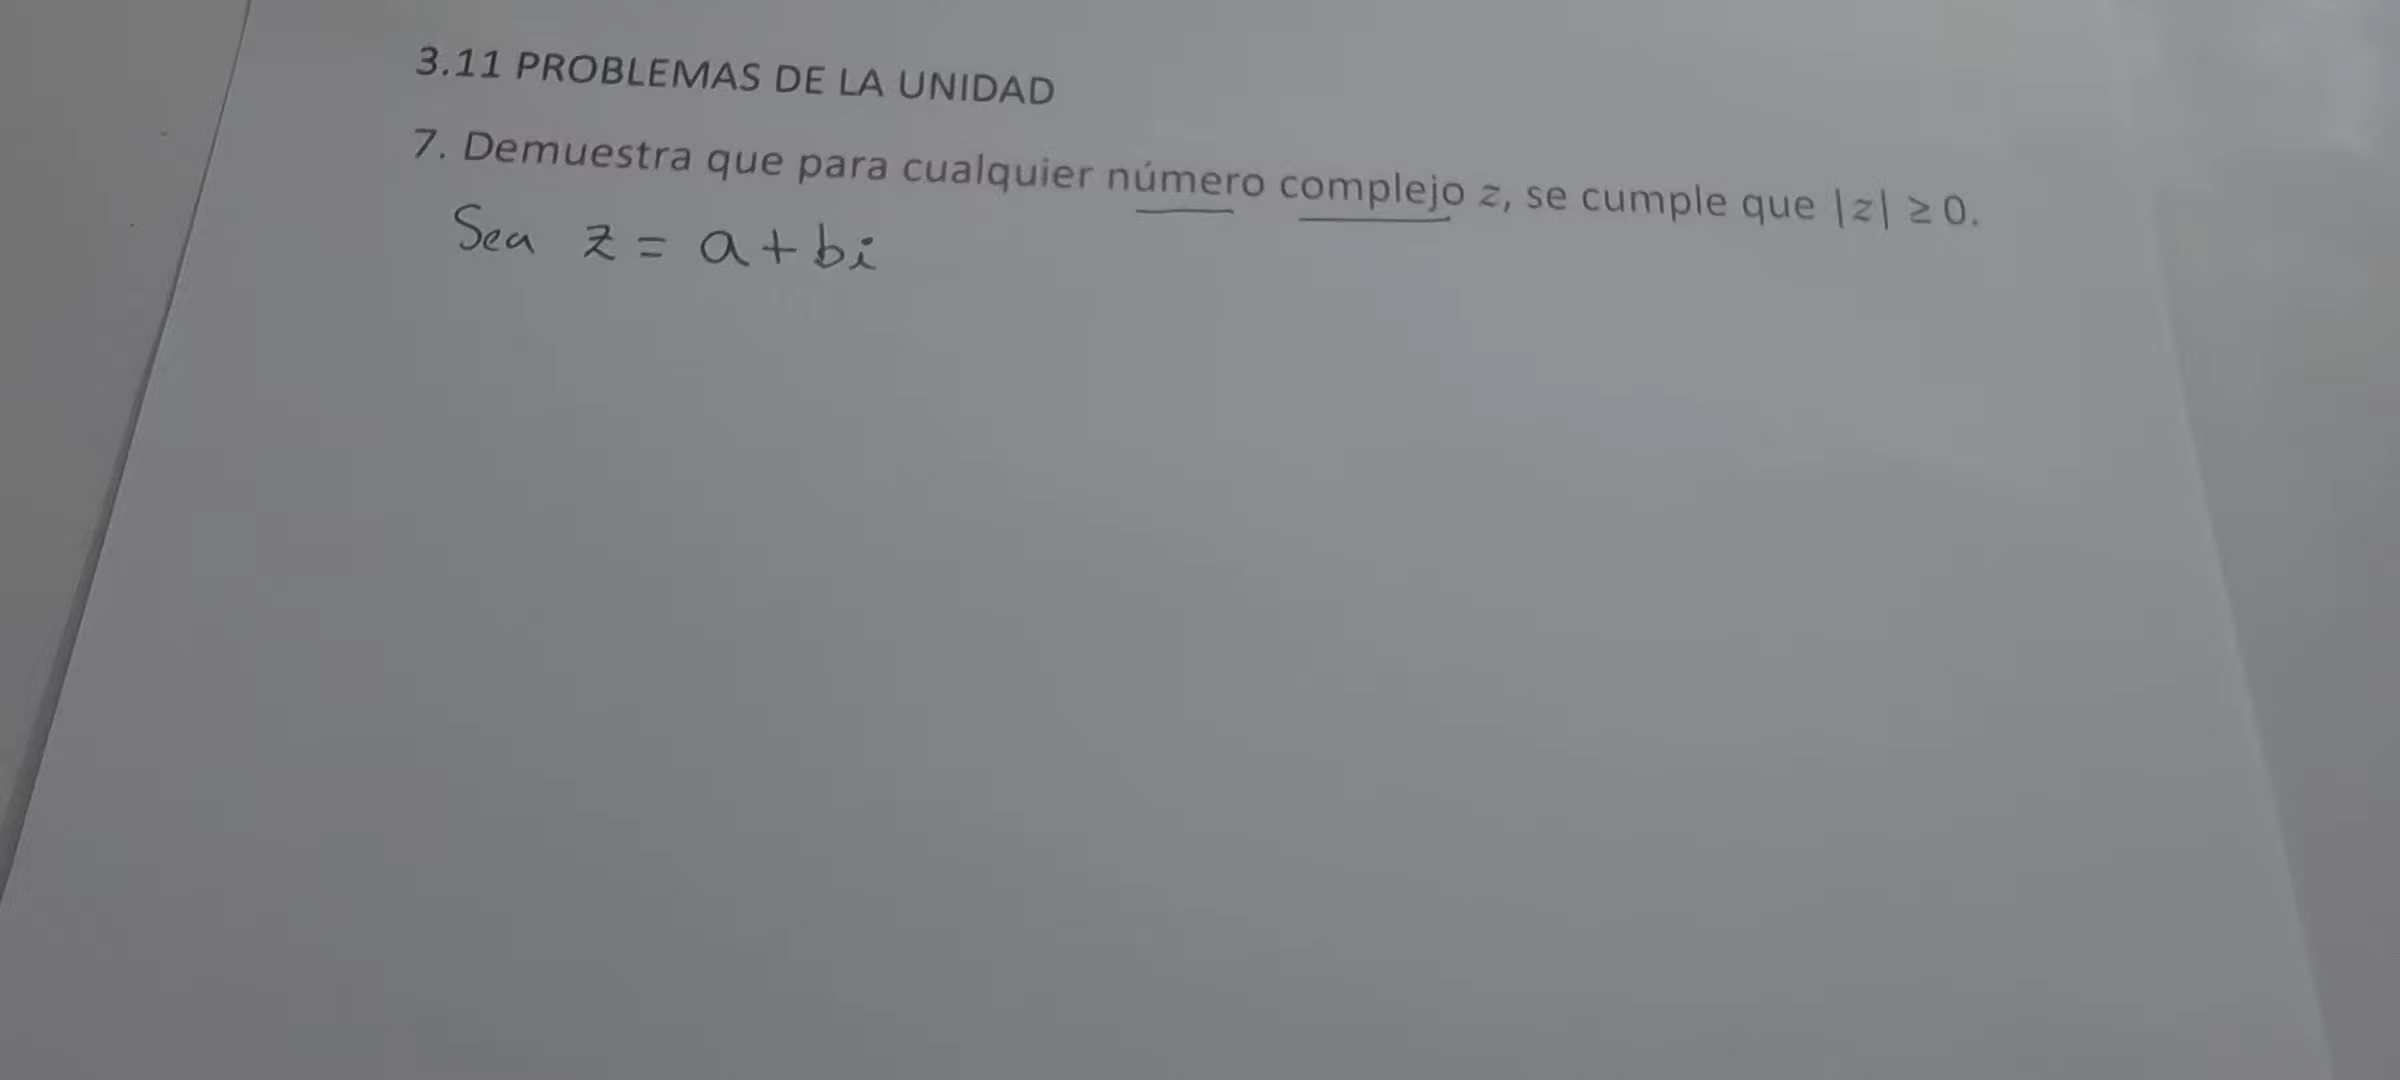 3.11 PROBLEMAS DE LA UNIDAD
7. Demuestra que para cualquier número complejo z, se cumple que |z| ≥ 0.
Sea z = a + bi